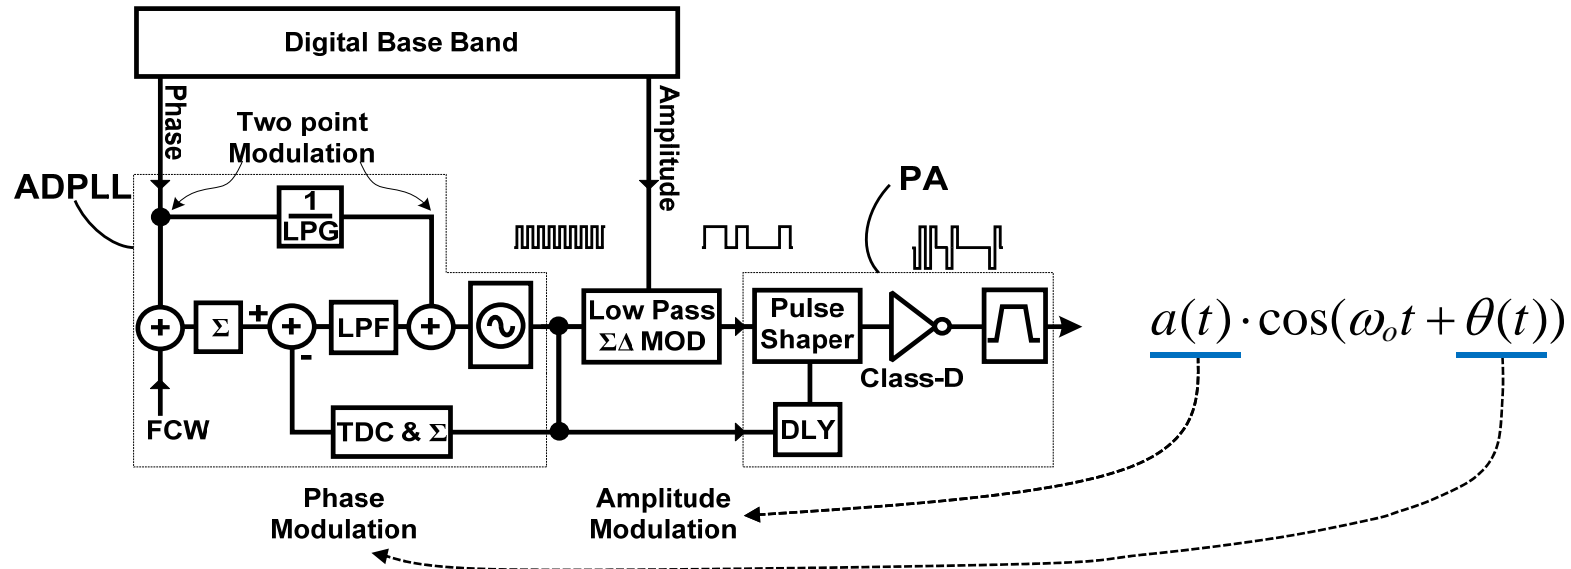 Digital Base Band
Phase
Amplitude
Two point
Modulation
ADPLL
PA
1
LPG
+
Σ
+
+
-
LPF
+
Low Pass
ΣΔ MOD
Pulse
Shaper
Class-D
FCW
TDC & Σ
DLY
a(t) · cos(ωₒt + θ(t))
Phase
Modulation
Amplitude
Modulation